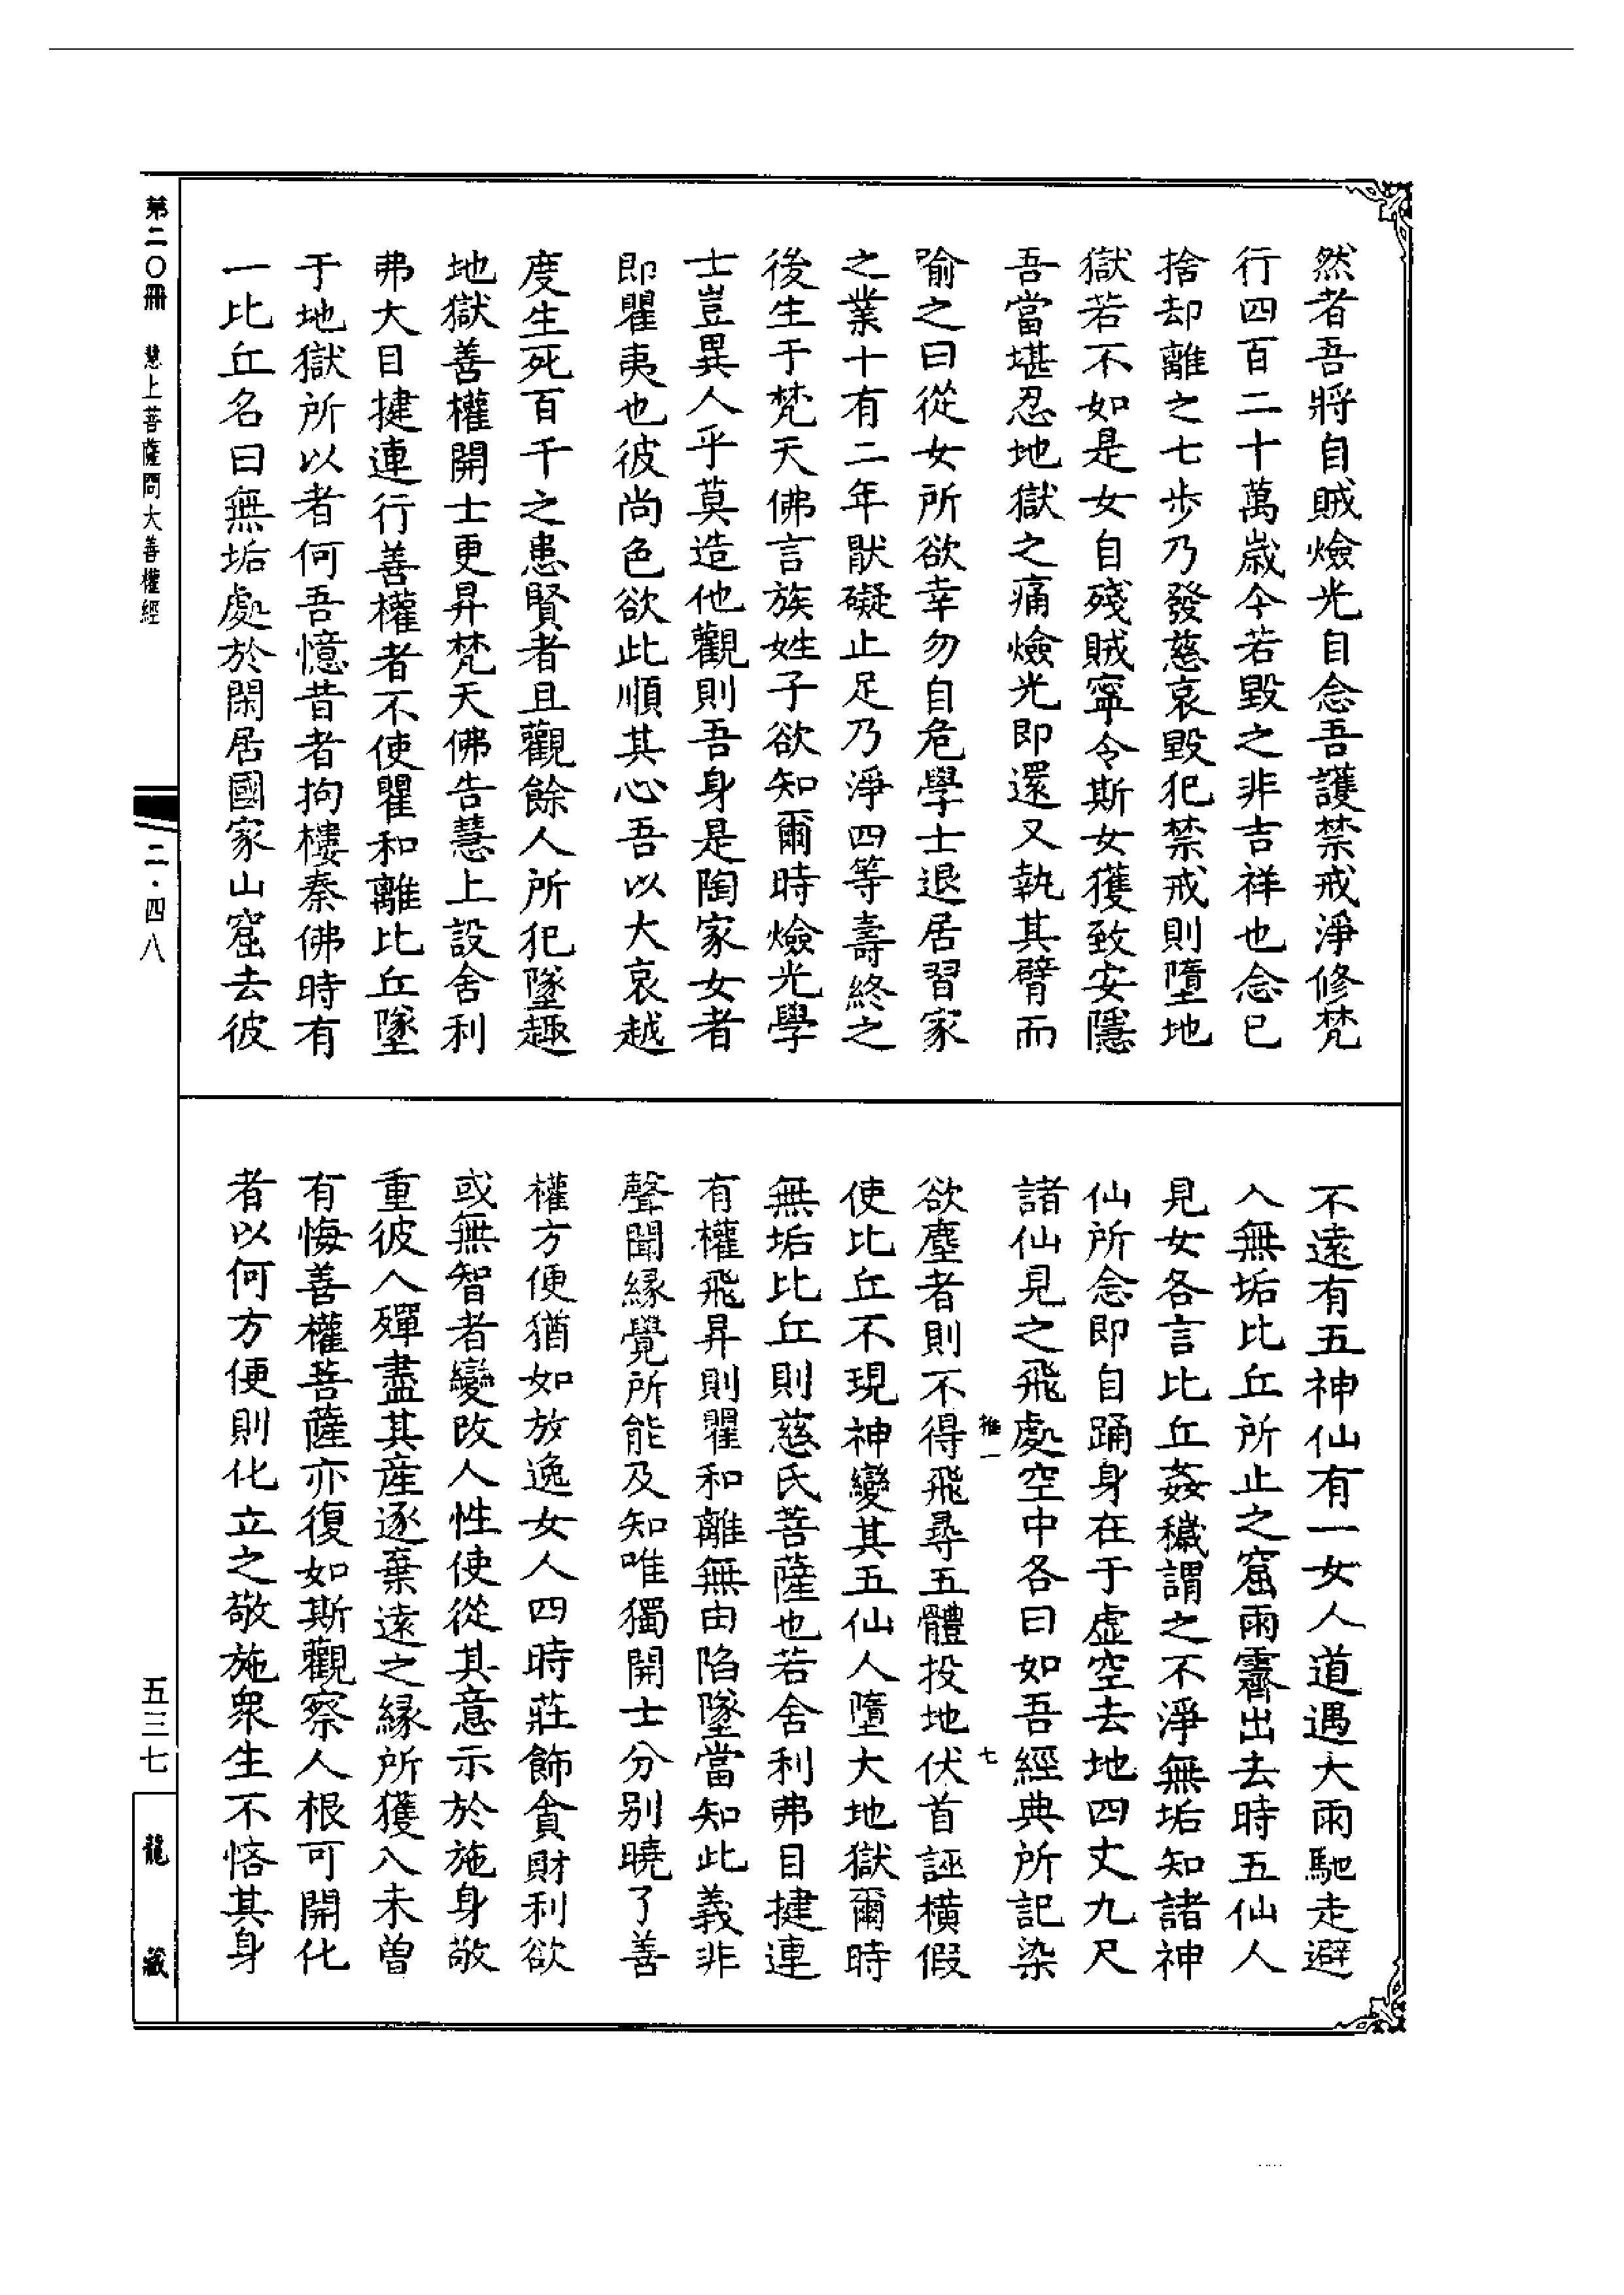 然者吾將自賊焰光自念吾護禁戒淨修梵
行四百二十萬歲今若毀之非吉祥也念已
捨却離之七步乃發慈哀毀犯禁戒則墮地
獄若不如是女自殘賊寧令斯女獲致安隱
吾當堪忍地獄之痛焰光即還又執其臂而
喻之曰從女所欲幸勿自危學士退居習家
之業十有二年猒礙止足乃淨四等壽終之
後生于梵天佛言族姓子欲知爾時焰光學
士豈異人乎莫造他觀則吾身是陶家女者
即瞿夷也彼尚色欲此順其心吾以大哀越
度生死百千之患賢者且觀餘人所犯墜趣
地獄善權開士更昇梵天佛告慧上設舍利
弗大目揵連行善權者不使瞿和離比丘墜
于地獄所以者何吾憶昔者拘樓秦佛時有
一比丘名曰無垢處於閑居國家山窟去彼
不遠有五神仙有一女人道遇大雨馳走避
入無垢比丘所止之窟雨霽出去時五仙人
見女各言比丘姦穢謂之不淨無垢知諸神
仙所念即自踊身在于虛空去地四丈九尺
諸仙見之飛處空中各曰如吾經典所記染
七
欲塵者則不得飛尋五體投地伏首誣橫假
使比丘不現神變其五仙人墮大地獄爾時
無垢比丘則慈氏菩薩也若舍利弗目揵連
有權飛昇則瞿和離無由陷墜當知此義非
聲聞緣覺所能及知唯獨開士分別曉了善
權方便猶如放逸女人四時莊飾貪財利欲
或無智者變改人性使從其意示於施身敬
重彼人殫盡其產逐棄遠之緣所獲入未曾
有悔善權菩薩亦復如斯觀察人根可開化
者以何方便則化立之敬施衆生不悋其身
第二〇冊 慧上菩薩問大善權經
二·四八
五三七
龍藏